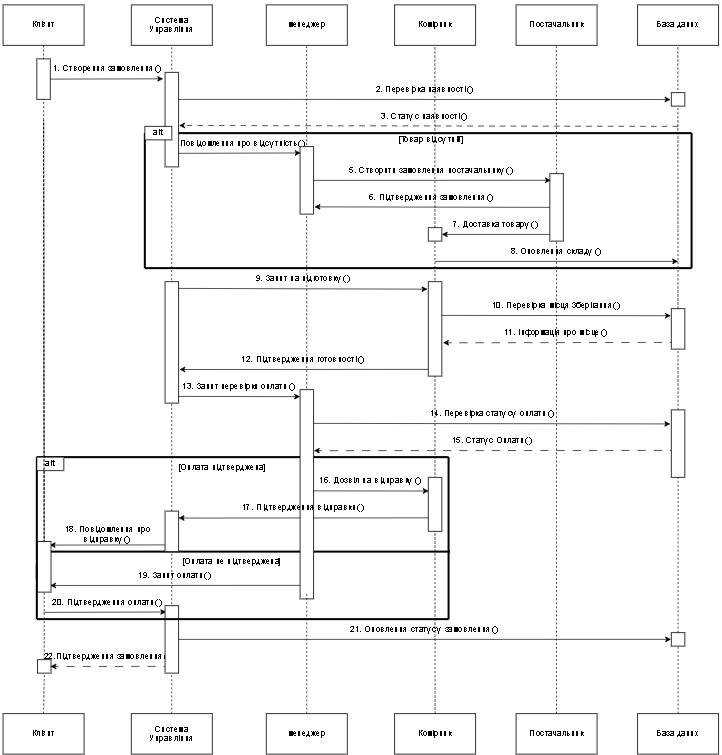 Клієнт
Система
Управління
менеджер
Комірник
Постачальник
База даних
1. Створення замовлення()
2. Перевірка наявності()
3. Статус наявності()
alt
[Товар відсутній]
Повідомлення про відсутність()
5. Створити замовлення постачальнику()
6. Підтвердження замовлення()
7. Доставка товару()
8. Оновлення складу()
9. Запит на підготовку()
10. Перевірка місця зберігання()
11. Інформація про місце()
12. Підтвердження готовності()
13. Запит перевірки оплати()
14. Перевірка статусу оплати()
15. Статус Оплати()
alt
[Оплата підтверджена]
16. Дозвіл на відправку()
17. Підтвердження відправки()
18. Повідомлення про
відправку()
[Оплата не підтверджена]
19. Запит оплати()
20. Підтвердження оплати()
21. Оновлення статусу замовлення()
22.Підтвердження замовлення
Клієнт
Система
Управління
менеджер
Комірник
Постачальник
База даних